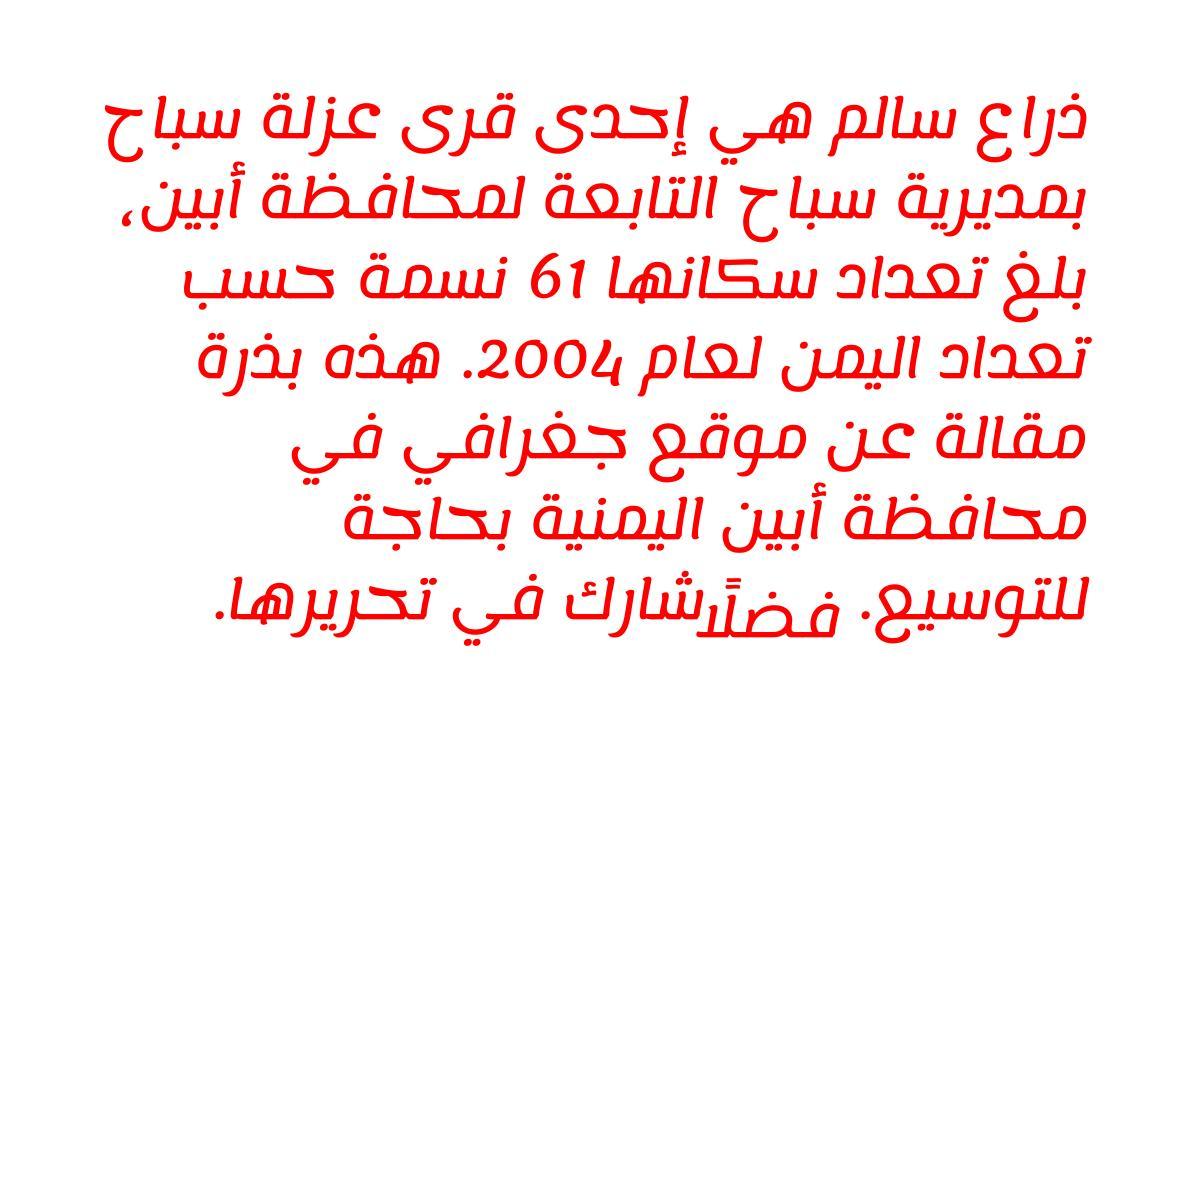 ذراع سالم هي إحدى قرى عزلة سباح
بمديرية سباح التابعة لمحافظة أبين،
بلغ تعداد سكانها 61 نسمة حسب
تعداد اليمن لعام 2004. هذه بذرة
مقالة عن موقع جغرافي في
محافظة أبين اليمنية بحاجة
للتوسيع. فضلًا شارك في تحريرها.